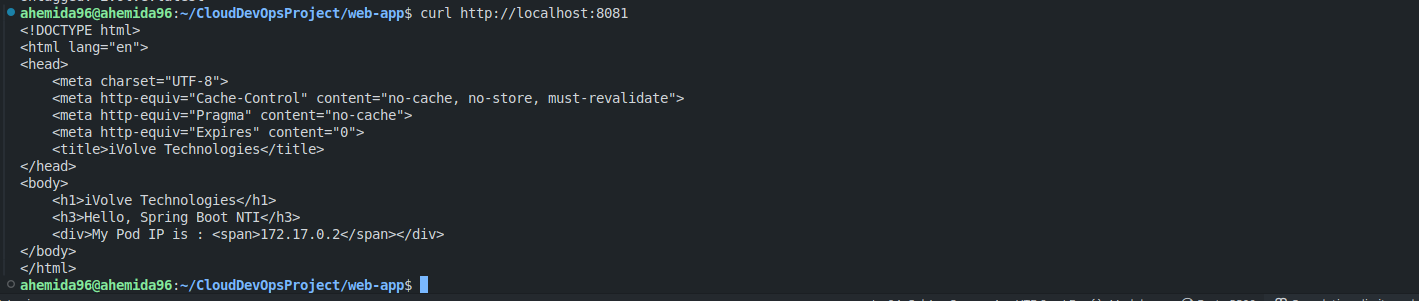 ahemida96@ahemida96:~/CloudDevOpsProject/web-app$ curl http://localhost:8081
<!DOCTYPE html>
<html lang="en">
<head>
    <meta charset="UTF-8">
    <meta http-equiv="Cache-Control" content="no-cache, no-store, must-revalidate">
    <meta http-equiv="Pragma" content="no-cache">
    <meta http-equiv="Expires" content="0">
    <title>iVolve Technologies</title>
</head>
<body>
    <h1>iVolve Technologies</h1>
    <h3>Hello, Spring Boot NTI</h3>
    <div>My Pod IP is : <span>172.17.0.2</span></div>
</body>
</html>
ahemida96@ahemida96:~/CloudDevOpsProject/web-app$